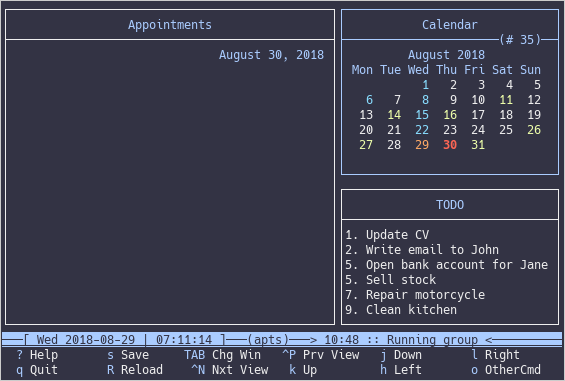 Appointments
August 30, 2018
Calendar
(# 35)
August 2018
Mon Tue Wed Thu Fri Sat Sun
1 2 3 4 5
6 7 8 9 10 11 12
13 14 15 16 17 18 19
20 21 22 23 24 25 26
27 28 29 30 31
TODO
1. Update CV
2. Write email to John
5. Open bank account for Jane
5. Sell stock
7. Repair motorcycle
9. Clean kitchen
[ Wed 2018-08-29 | 07:11:14 ]───(apts)───> 10:48 :: Running group <
? Help s Save TAB Chg Win ^P Prv View j Down l Right
q Quit R Reload ^N Nxt View k Up h Left o OtherCmd